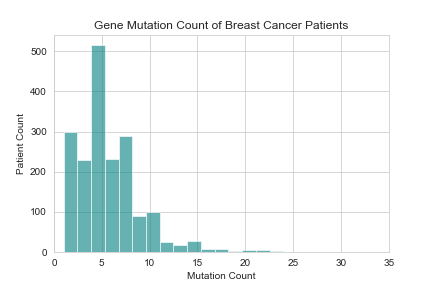 Gene Mutation Count of Breast Cancer Patients
500
400
300
200
100
0
Patient Count
0 5 10 15 20 25 30 35
Mutation Count